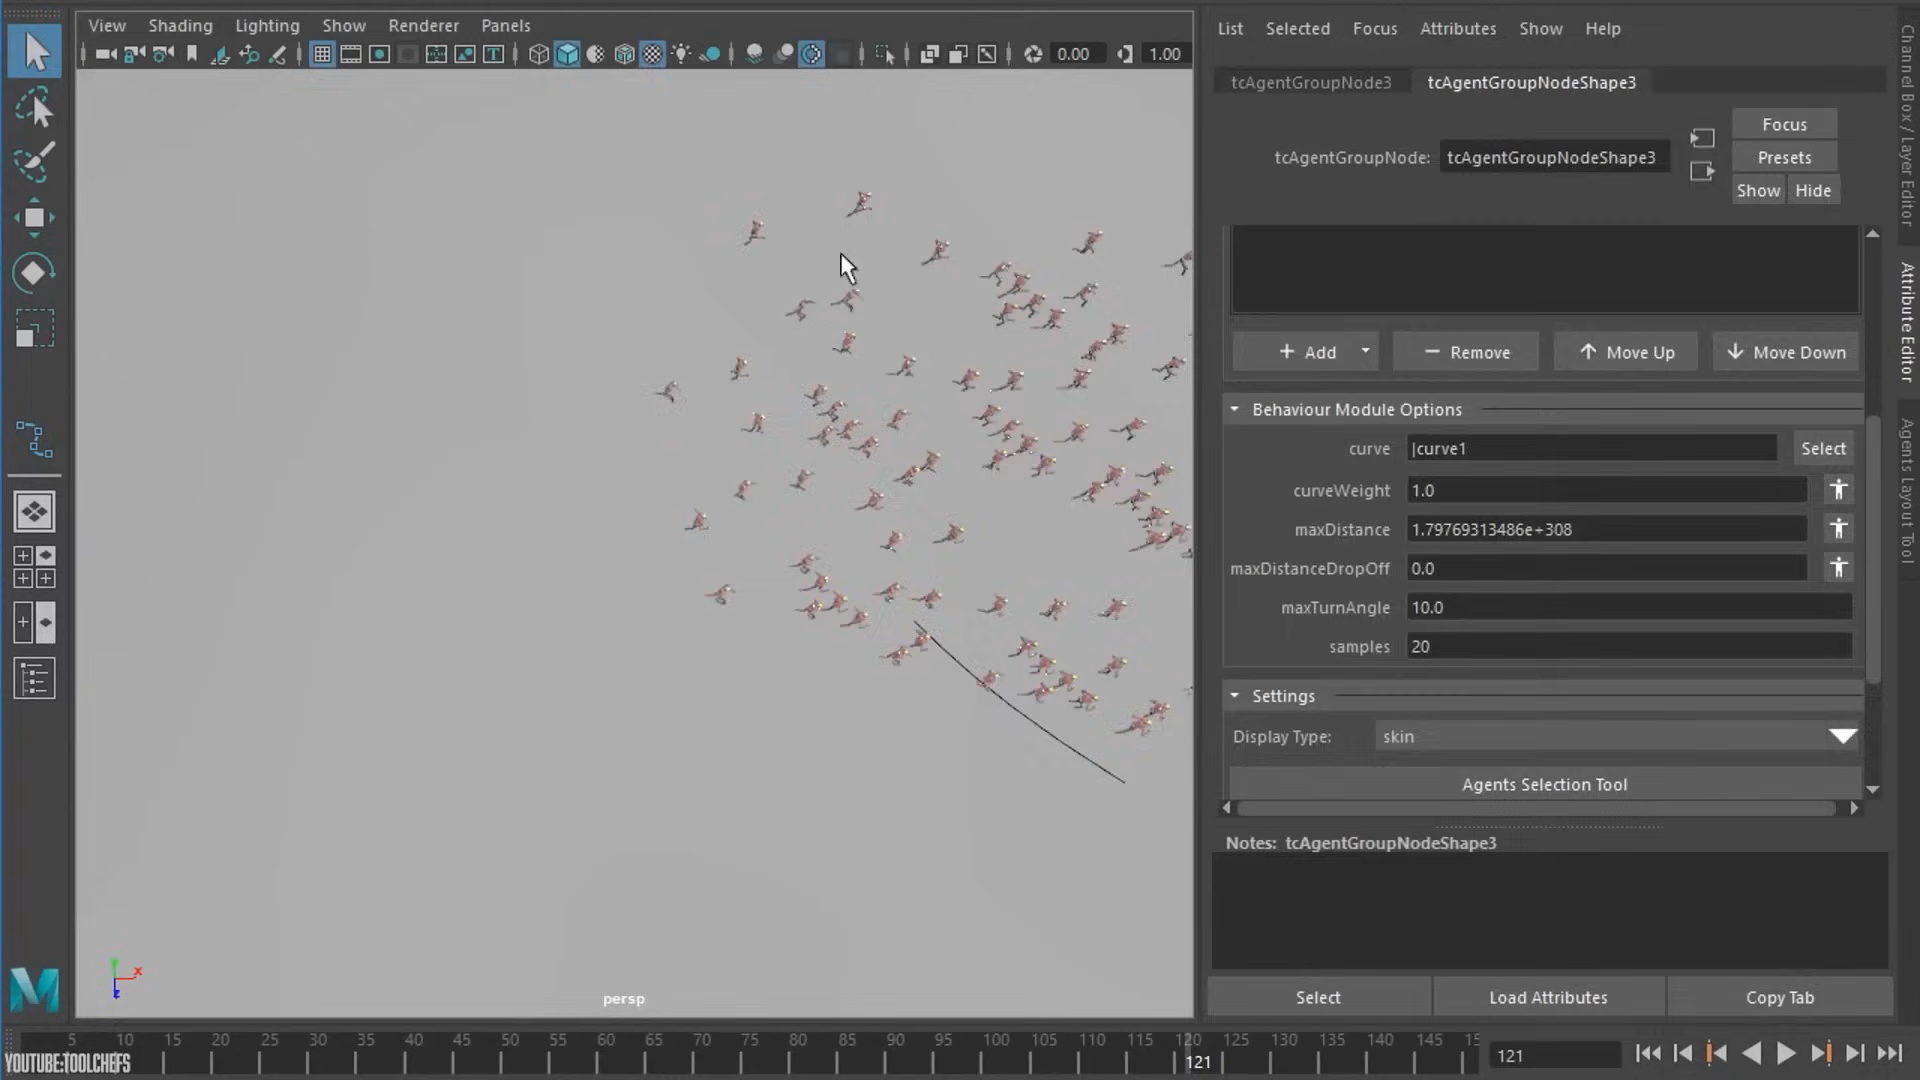 View Shading Lighting Show Renderer Panels
0.00 1.00
List Selected Focus Attributes Show Help
tcAgentGroupNode3 tcAgentGroupNodeShape3
tcAgentGroupNode: tcAgentGroupNodeShape3
Focus
Presets
Show Hide
+ Add
Remove
Move Up
Move Down
Behaviour Module Options
curve |curve1 Select
curveWeight 1.0
maxDistance 1.79769313486e+308
maxDistanceDropOff 0.0
maxTurnAngle 10.0
samples 20
Settings
Display Type: skin
Agents Selection Tool
Notes: tcAgentGroupNodeShape3
Select Load Attributes Copy Tab
Channel Box / Layer Editor
Attribute Editor
Agents Layout Tool
x
z
persp
5 10 15 20 25 30 35 40 45 50 55 60 65 70 75 80 85 90 95 100 105 110 115 120 125 130 135 140 145 15
121
121
YOUTUBE:TOOLCHEFS